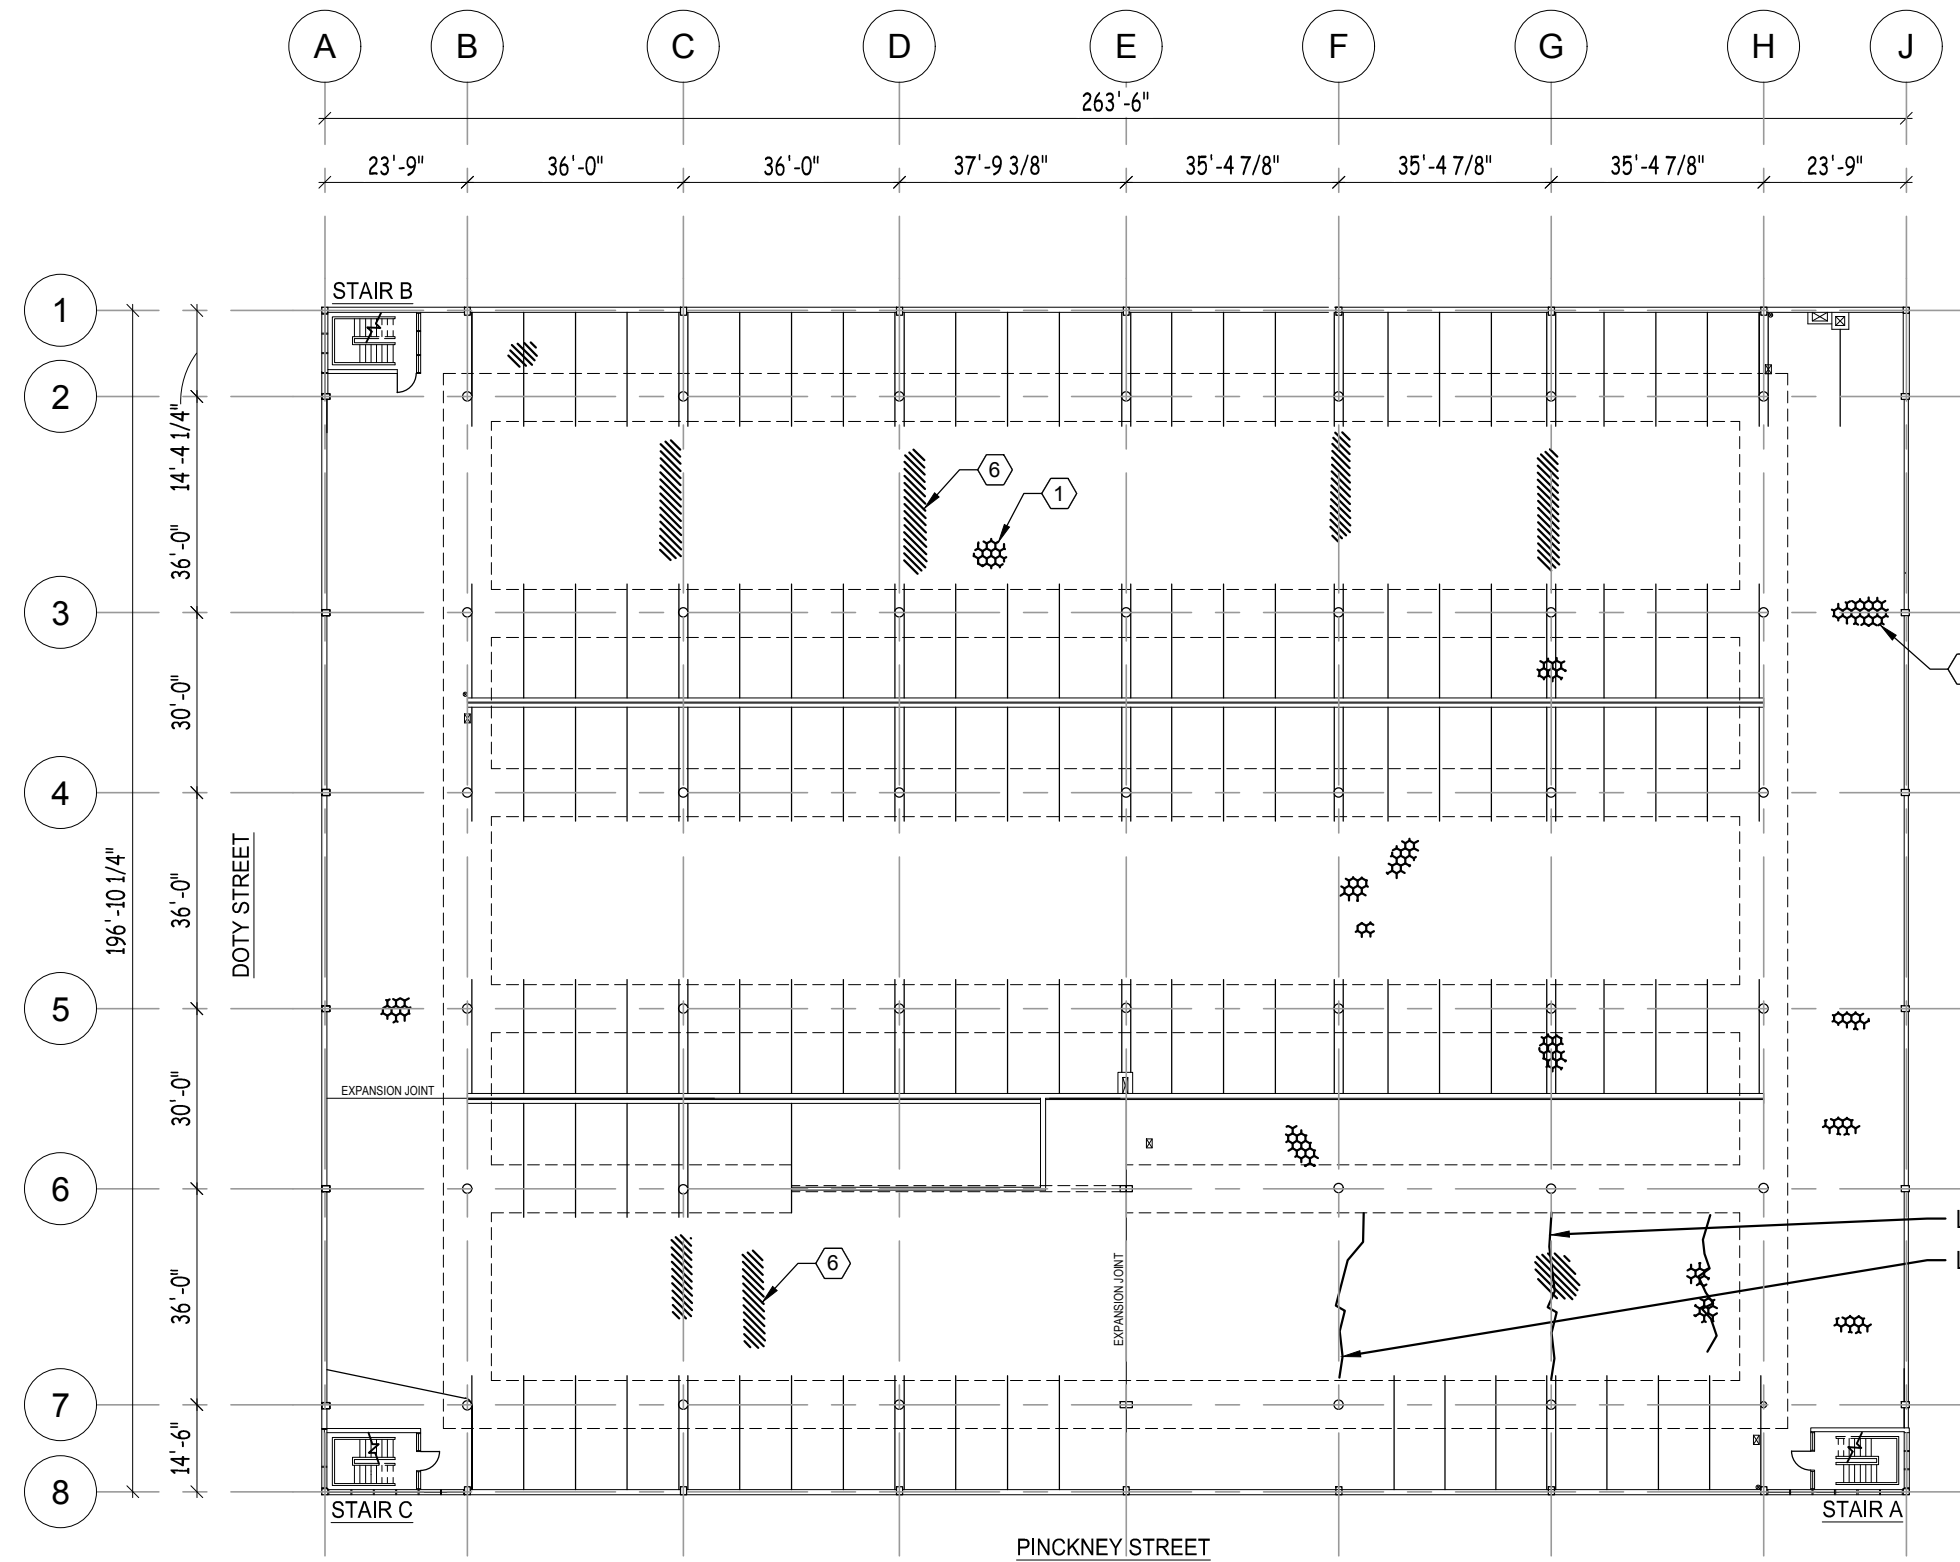 A B C D E F G H J
263'-6"
23'-9" 36'-0" 36'-0" 37'-9 3/8" 35'-4 7/8" 35'-4 7/8" 35'-4 7/8" 23'-9"
STAIR B
1
2
14'-4 1/4"
6
1
36'-0"
3
30'-0"
4
196'-10 1/4"
36'-0"
DOTY STREET
5
EXPANSION JOINT
30'-0"
6
36'-0"
6
EXPANSION JOINT
7
14'-6"
8
STAIR C
STAIR A
PINCKNEY STREET